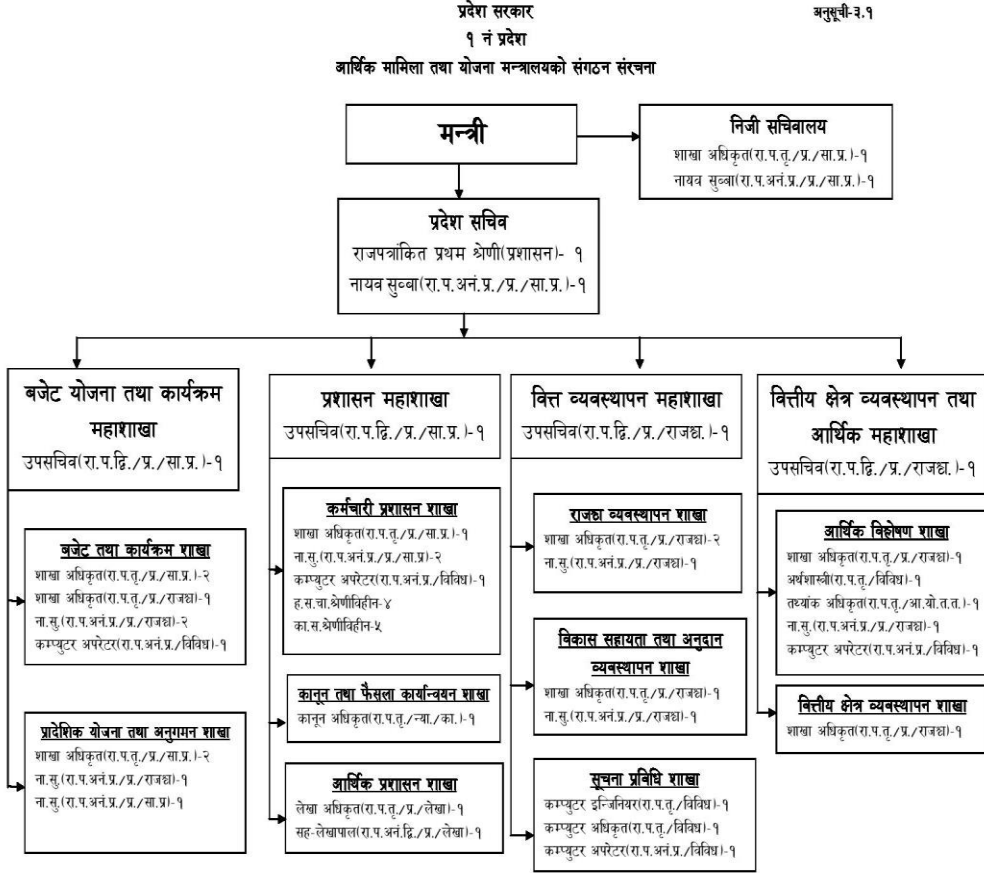 प्रदेश सरकार
अनुसूची-३.१
१ नं प्रदेश
आर्थिक मामिला तथा योजना मन्त्रालयको संगठन संरचना
मन्त्री
निजी सचिवालय
शाखा अधिकृत(रा.प.तृ./प्र./सा.प्र.)-१
नायव सुब्बा(रा.प.अनं.प्र./प्र./सा.प्र.)-१
प्रदेश सचिव
राजपत्रांकित प्रथम श्रेणी(प्रशासन)- १
नायव सुब्बा(रा.प.अनं.प्र./प्र./सा.प्र.)-१
बजेट योजना तथा कार्यक्रम
महाशाखा
उपसचिव(रा.प.द्वि./प्र./सा.प्र.)-१
बजेट तथा कार्यक्रम शाखा
शाखा अधिकृत(रा.प.तृ./प्र./सा.प्र.)-२
शाखा अधिकृत(रा.प.तृ./प्र./राजश्व)-१
ना.सु.(रा.प.अनं.प्र./प्र./राजश्व)-२
कम्प्युटर अपरेटर(रा.प.अनं.प्र./विविध)-१
प्रादेशिक योजना तथा अनुगमन शाखा
शाखा अधिकृत(रा.प.तृ./प्र./सा.प्र.)-२
ना.सु.(रा.प.अनं.प्र./प्र./राजश्व)-१
ना.सु.(रा.प.अनं.प्र./प्र./सा.प्र)-१
प्रशासन महाशाखा
उपसचिव(रा.प.द्वि./प्र./सा.प्र.)-१
कर्मचारी प्रशासन शाखा
शाखा अधिकृत(रा.प.तृ./प्र./सा.प्र.)-१
ना.सु.(रा.प.अनं.प्र./प्र./सा.प्र)-२
कम्प्युटर अपरेटर(रा.प.अनं.प्र./विविध)-१
ह.स.चा.श्रेणीविहीन-४
का.स.श्रेणीविहीन-५
कानून तथा फैसला कार्यान्वयन शाखा
कानून अधिकृत(रा.प.तृ./न्या./का.)-१
आर्थिक प्रशासन शाखा
लेखा अधिकृत(रा.प.तृ./प्र./लेखा)-१
सह-लेखापाल(रा.प.अनं.द्वि./प्र./लेखा)-१
वित्त व्यवस्थापन महाशाखा
उपसचिव(रा.प.द्वि./प्र./राजश्व.)-१
राजश्व व्यवस्थापन शाखा
शाखा अधिकृत(रा.प.तृ./प्र./राजश्व)-२
ना.सु.(रा.प.अनं.प्र./प्र./राजश्व)-१
विकास सहायता तथा अनुदान
व्यवस्थापन शाखा
शाखा अधिकृत(रा.प.तृ./प्र./राजश्व)-१
ना.सु.(रा.प.अनं.प्र./प्र./राजश्व)-१
सूचना प्रविधि शाखा
कम्प्युटर इन्जिनियर(रा.प.तृ./विविध)-१
कम्प्युटर अधिकृत(रा.प.तृ./विविध)-१
कम्प्युटर अपरेटर(रा.प.अनं.प्र./विविध)-१
वित्तीय क्षेत्र व्यवस्थापन तथा
आर्थिक महाशाखा
उपसचिव(रा.प.द्वि./प्र./राजश्व.)-१
आर्थिक विश्लेषण शाखा
शाखा अधिकृत(रा.प.तृ./प्र./राजश्व)-१
अर्थशास्त्री(रा.प.तृ./विविध)-१
तथ्यांक अधिकृत(रा.प.तृ./आ.यो.त.त.)-१
ना.सु.(रा.प.अनं.प्र./प्र./राजश्व)-१
कम्प्युटर अपरेटर(रा.प.अनं.प्र./विविध)-१
वित्तीय क्षेत्र व्यवस्थापन शाखा
शाखा अधिकृत(रा.प.तृ./प्र./राजश्व)-१